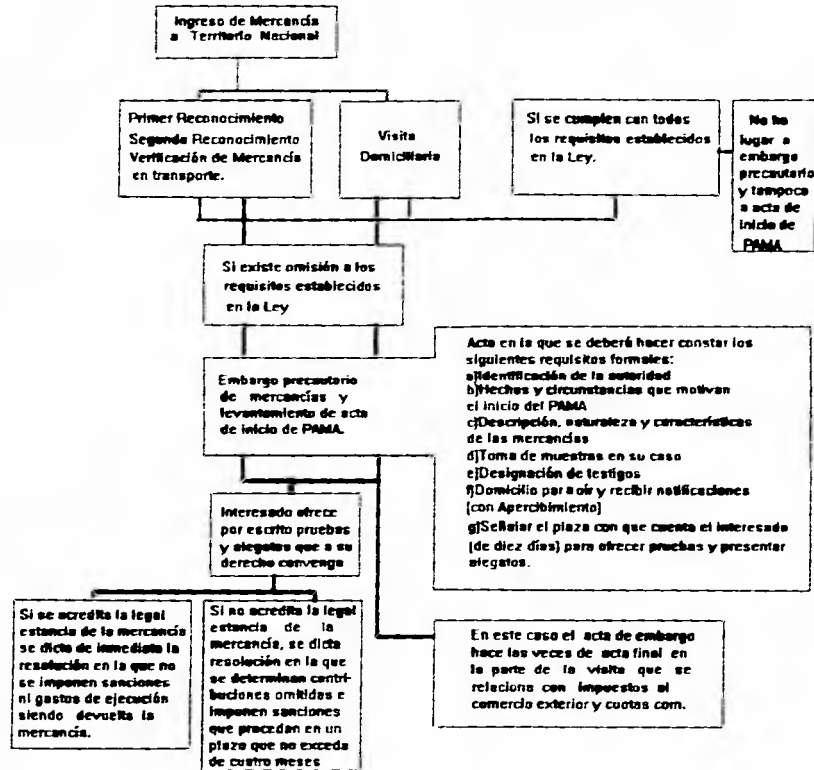 Ingreso de Mercancía
a Territorio Nacional
Primer Reconocimiento
Segundo Reconocimiento
Verificación de Mercancía
en transporte.
Visita
Domiciliaria
Si se cumplen con todos
los requisitos establecidos
en la Ley.
No ha
lugar a
embargo
precautorio
y tampoco
a acta de
inicio de
PAMA
Si existe omisión a los
requisitos establecidos
en la Ley
Embargo precautorio
de mercancías y
levantamiento de acta
de inicio de PAMA.
Acta en la que se deberá hacer constar los
siguientes requisitos formales:
a)Identificación de la autoridad
b)Hechos y circunstancias que motivan
el inicio del PAMA
c)Descripción, naturaleza y características
de las mercancías
d)Toma de muestras en su caso
e)Designación de testigos
f)Domicilio para oír y recibir notificaciones
(con Apercibimiento)
g)Señalar el plazo con que cuenta el interesado
(de diez días) para ofrecer pruebas y presentar
alegatos.
Interesado ofrece
por escrito pruebas
y alegatos que a su
derecho convenga
Si se acredita la legal
estancia de la mercancía
se dicta de inmediato la
resolución en la que no
se imponen sanciones
ni gastos de ejecución
siendo devuelta la
mercancía.
Si no acredita la legal
estancia de la
mercancía, se dicta
resolución en la que
se determinan contri-
buciones omitidas e
imponen sanciones
que procedan en un
plazo que no exceda
de cuatro meses
En este caso el acta de embargo
hace las veces de acta final en
la parte de la visita que se
relaciona con impuestos al
comercio exterior y cuotas com.